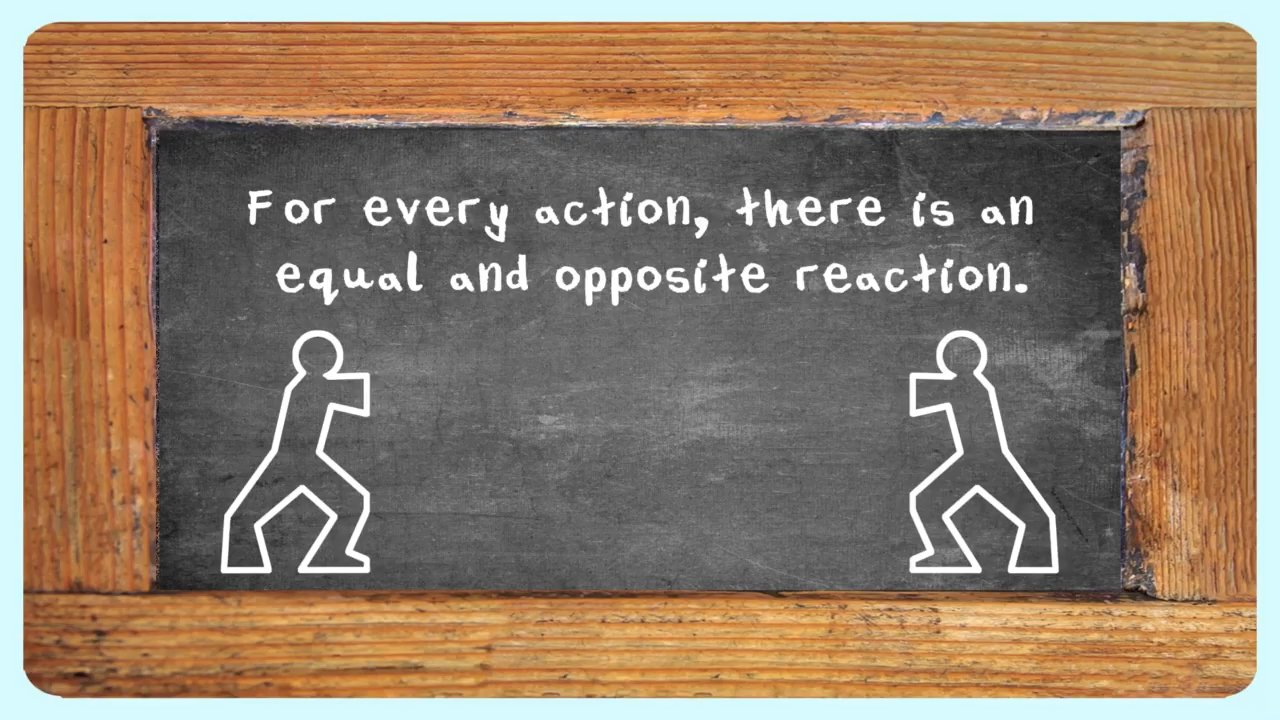 For every action, there is an
equal and opposite reaction.